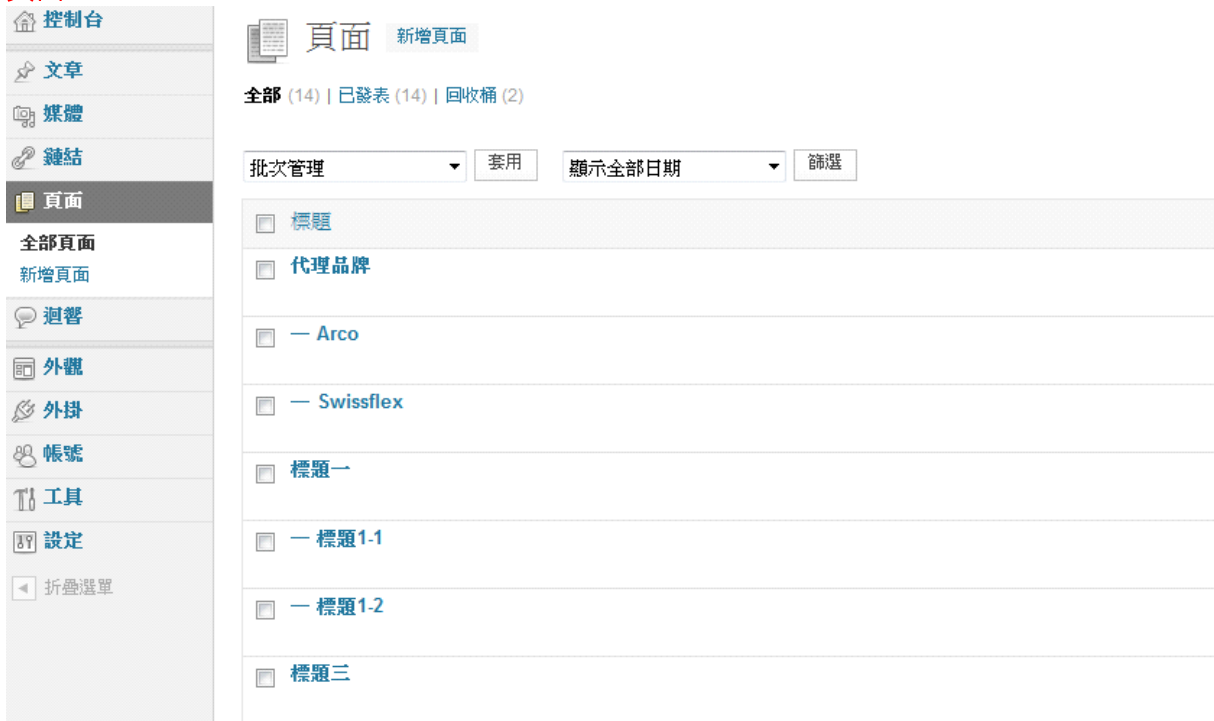 控制台
文章
媒體
鏈結
頁面
全部頁面
新增頁面
迴響
外觀
外掛
帳號
工具
設定
折疊選單
頁面 新增頁面
全部 (14) | 已發表 (14) | 回收桶 (2)
批次管理 套用 顯示全部日期 篩選
標題
代理品牌
— Arco
— Swissflex
標題一
— 標題1-1
— 標題1-2
標題三